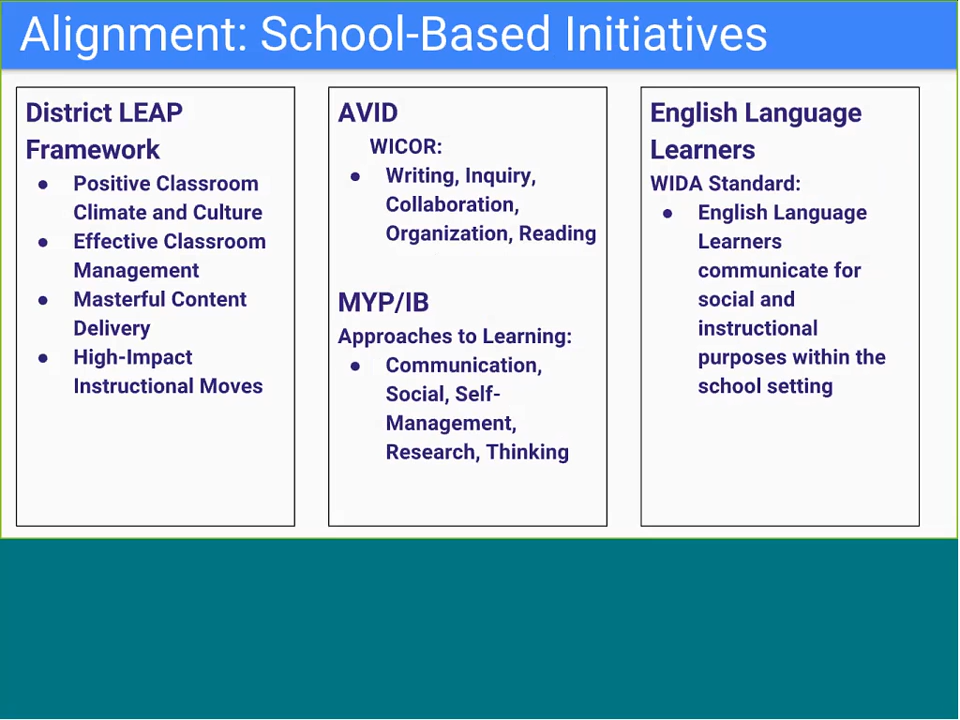 Alignment: School-Based Initiatives
District LEAP
Framework
● Positive Classroom
Climate and Culture
● Effective Classroom
Management
● Masterful Content
Delivery
● High-Impact
Instructional Moves
AVID
WICOR:
● Writing, Inquiry,
Collaboration,
Organization, Reading
MYP/IB
Approaches to Learning:
● Communication,
Social, Self-
Management,
Research, Thinking
English Language
Learners
WIDA Standard:
● English Language
Learners
communicate for
social and
instructional
purposes within the
school setting